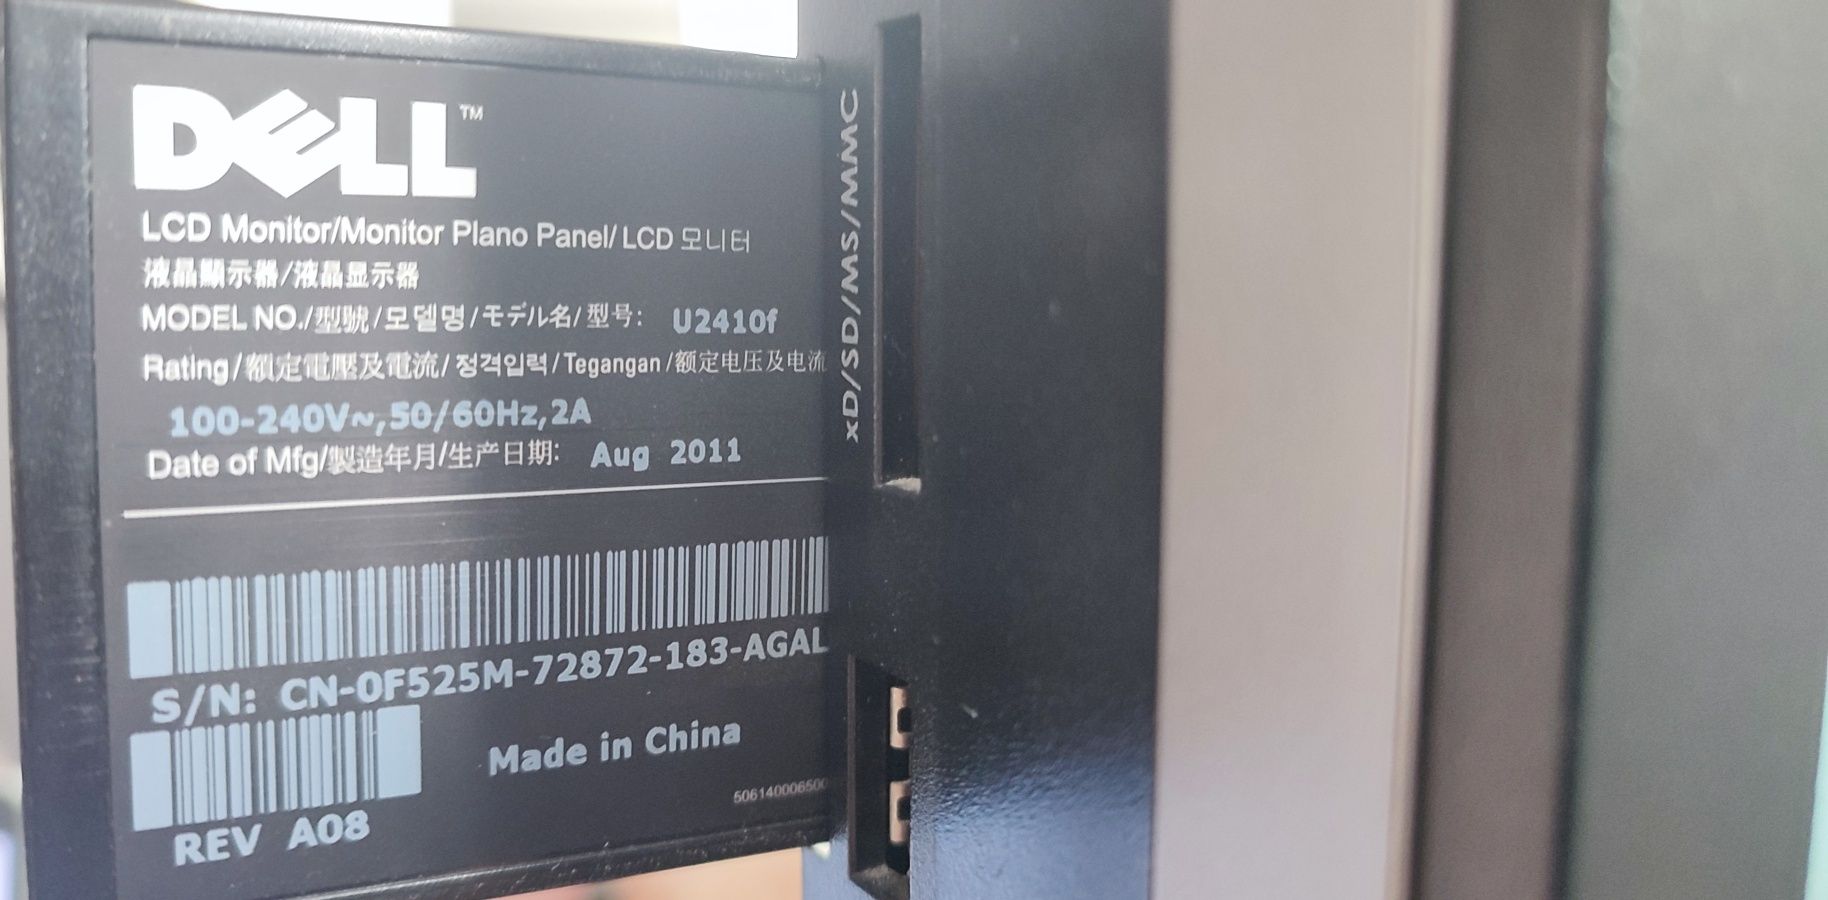 DELL™
LCD Monitor/Monitor Plano Panel/LCD 모니터
液晶顯示器/液晶显示器
MODEL NO./型號/모델명/モデル名/型号: U2410f
Rating/額定電壓及電流/정격입력/Tegangan/额定电压及电流
100-240V~,50/60Hz,2A
Date of Mfg/製造年月/生产日期: Aug 2011
S/N: CN-0F525M-72872-183-AGAL
Made in China
506140006500
REV A08
xD/SD/MS/MMC